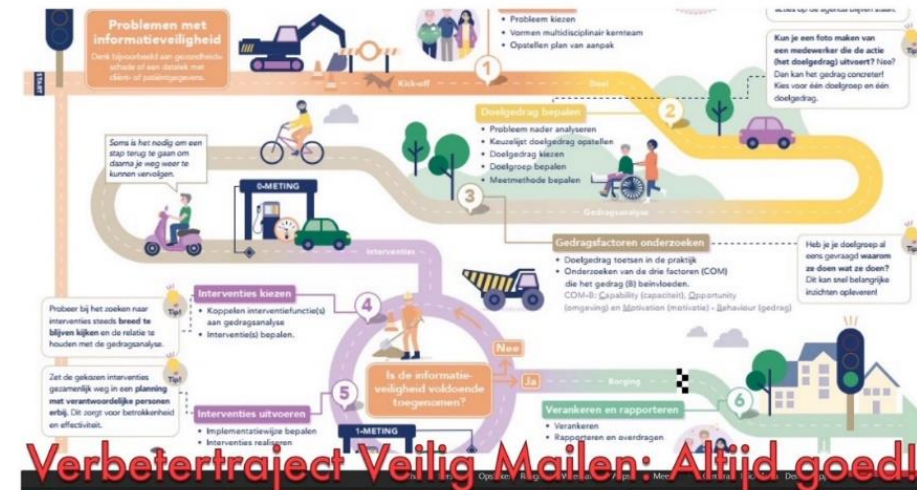 Problemen met
informatieveiligheid
Denk bijvoorbeeld aan gezondheids-
schade of een datalek met
cliënt- of patiëntgegevens.
START
Kick-off
• Probleem kiezen
• Vormen multidisciplinair kernteam
• Opstellen plan van aanpak
1
Doel
Kun je een foto maken van
een medewerker die de actie
(het doelgedrag) uitvoert? Nee?
Dan kan het gedrag concreter!
Kies voor één doelgroep en één
doelgedrag.
Tip!
2
Doelgedrag bepalen
• Probleem nader analyseren
• Keuzelijst doelgedrag opstellen
• Doelgedrag kiezen
• Doelgroep bepalen
• Meetmethode bepalen
Soms is het nodig om een
stap terug te gaan om
daarna je weg weer te
kunnen vervolgen.
0-METING
3
Gedragsanalyse
Gedragsfactoren onderzoeken
• Doelgedrag toetsen in de praktijk
• Onderzoeken van de drie factoren (COM)
die het gedrag (B) beïnvloeden.
COM-B: Capability (capaciteit), Opportunity
(omgeving) en Motivation (motivatie) - Behaviour (gedrag)
Heb je je doelgroep al
eens gevraagd waarom
ze doen wat ze doen?
Dit kan snel belangrijke
inzichten opleveren!
Tip!
Interventies
Interventies kiezen
• Koppelen interventiefunctie(s)
aan gedragsanalyse
• Interventie(s) bepalen.
4
Probeer bij het zoeken naar
interventies steeds breed te
blijven kijken en de relatie te
houden met de gedragsanalyse.
Tip!
Zet de gekozen interventies
gezamenlijk weg in een planning
met verantwoordelijke personen
erbij. Dit zorgt voor betrokkenheid
en effectiviteit.
Tip!
5
Interventies uitvoeren
• Implementatiewijze bepalen
• Interventies realiseren
1-METING
Is de informatie-
veiligheid voldoende
toegenomen?
Nee
Ja
Borging
6
Verankeren en rapporteren
• Verankeren
• Rapporteren en overdragen
Verbetertraject Veilig Mailen: Altijd goed!